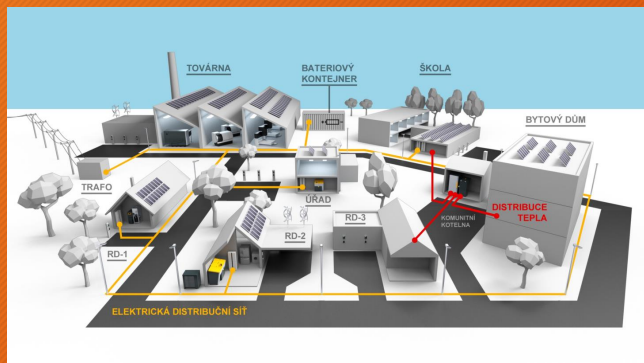 TOVÁRNA
BATERIOVÝ
KONTEJNER
ŠKOLA
BYTOVÝ DŮM
TRAFO
ÚŘAD
DISTRIBUCE
TEPLA
KOMUNITNÍ
KOTELNA
RD-3
RD-2
RD-1
ELEKTRICKÁ DISTRIBUČNÍ SÍŤ